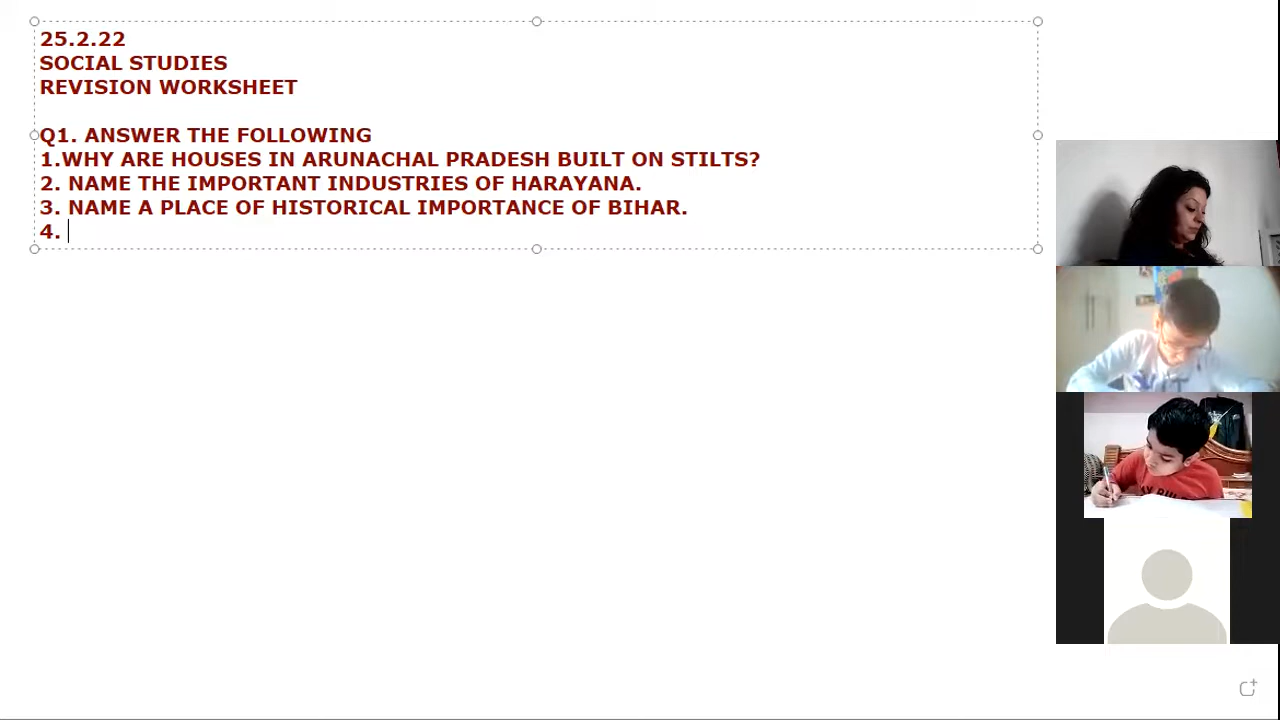 25.2.22
SOCIAL STUDIES
REVISION WORKSHEET
Q1. ANSWER THE FOLLOWING
1.WHY ARE HOUSES IN ARUNACHAL PRADESH BUILT ON STILTS?
2. NAME THE IMPORTANT INDUSTRIES OF HARAYANA.
3. NAME A PLACE OF HISTORICAL IMPORTANCE OF BIHAR.
4.